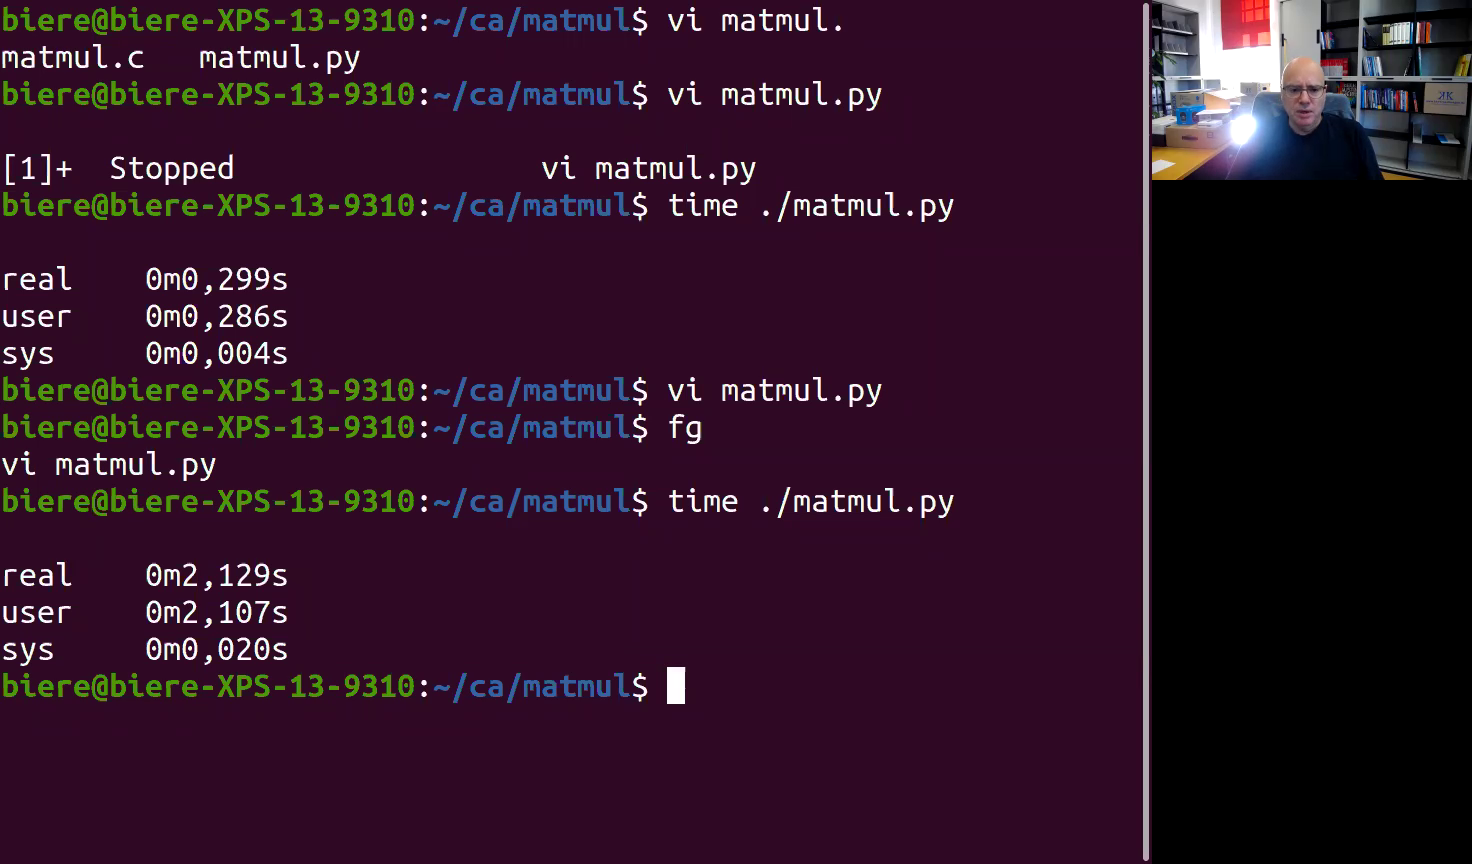 biere@biere-XPS-13-9310:~/ca/matmul$ vi matmul.
matmul.c   matmul.py
biere@biere-XPS-13-9310:~/ca/matmul$ vi matmul.py
[1]+  Stopped                 vi matmul.py
biere@biere-XPS-13-9310:~/ca/matmul$ time ./matmul.py
real    0m0,299s
user    0m0,286s
sys     0m0,004s
biere@biere-XPS-13-9310:~/ca/matmul$ vi matmul.py
biere@biere-XPS-13-9310:~/ca/matmul$ fg
vi matmul.py
biere@biere-XPS-13-9310:~/ca/matmul$ time ./matmul.py
real    0m2,129s
user    0m2,107s
sys     0m0,020s
biere@biere-XPS-13-9310:~/ca/matmul$